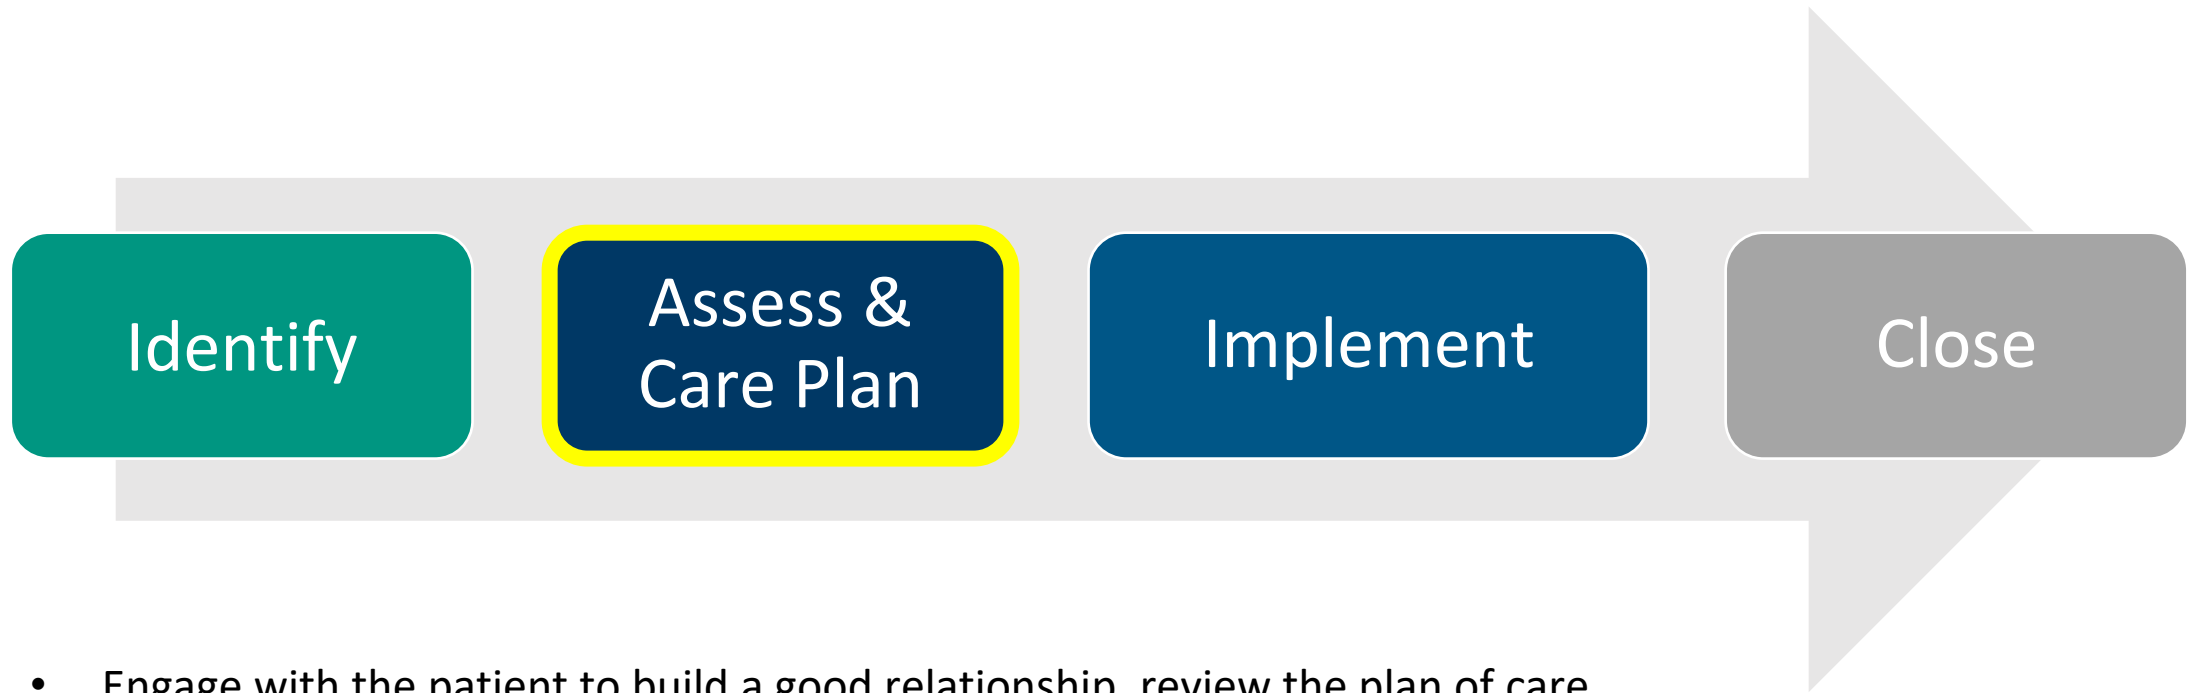 Identify
Assess &
Care Plan
Implement
Close
• Engage with the patient to build a good relationship, review the plan of care